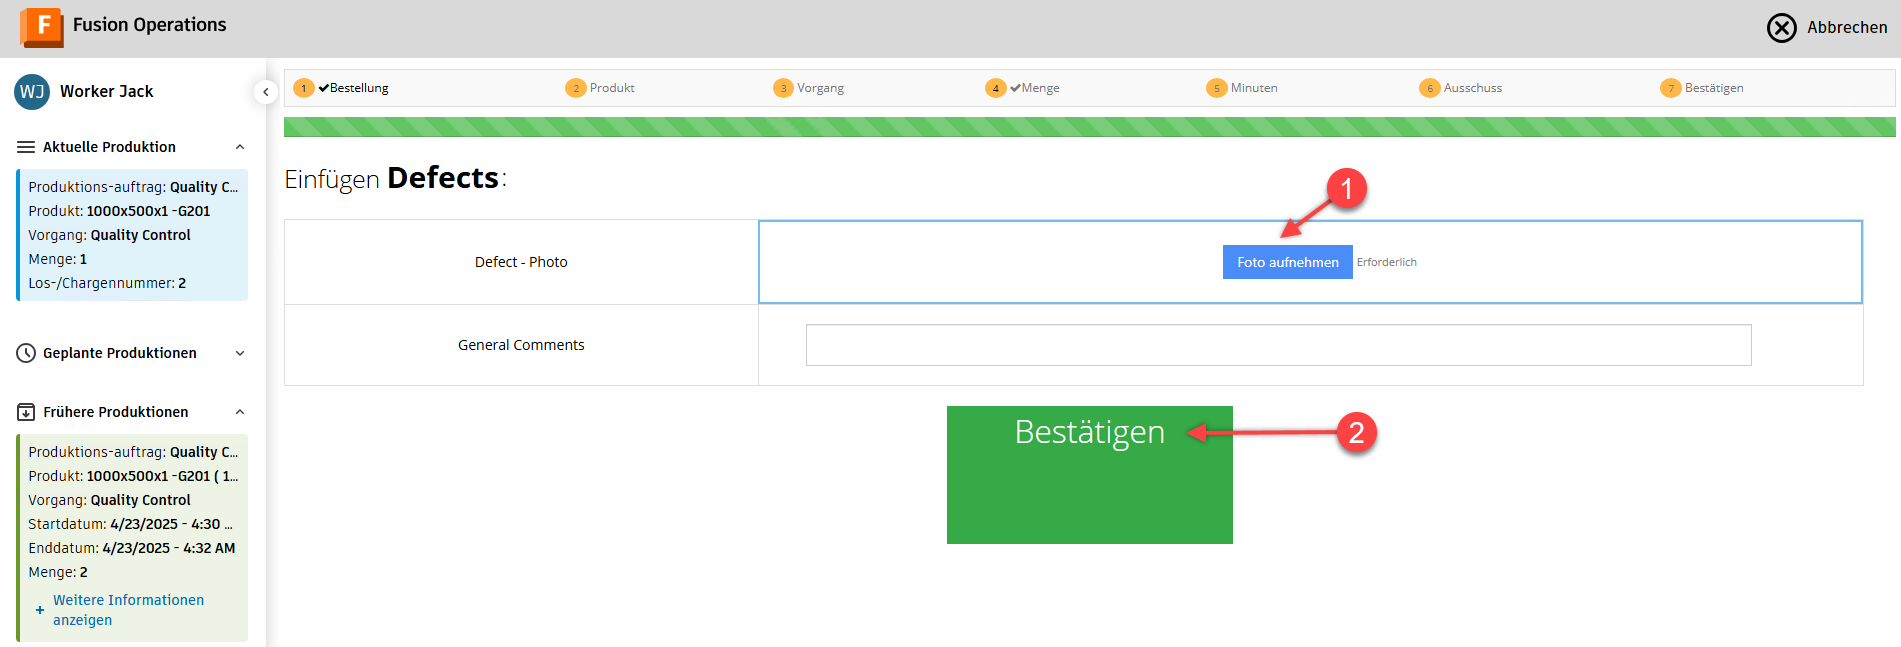 F Fusion Operations
Abbrechen
WJ Worker Jack
Aktuelle Produktion
Produktions-auftrag: Quality C...
Produkt: 1000x500x1 -G201
Vorgang: Quality Control
Menge: 1
Los-/Chargennummer: 2
Geplante Produktionen
Frühere Produktionen
Produktions-auftrag: Quality C...
Produkt: 1000x500x1 -G201 ( 1...
Vorgang: Quality Control
Startdatum: 4/23/2025 - 4:30 ...
Enddatum: 4/23/2025 - 4:32 AM
Menge: 2
+ Weitere Informationen
anzeigen
1 ✔Bestellung 2 Produkt 3 Vorgang 4 ✔Menge 5 Minuten 6 Ausschuss 7 Bestätigen
Einfügen Defects:
1
Defect - Photo
Foto aufnehmen Erforderlich
General Comments
Bestätigen
2